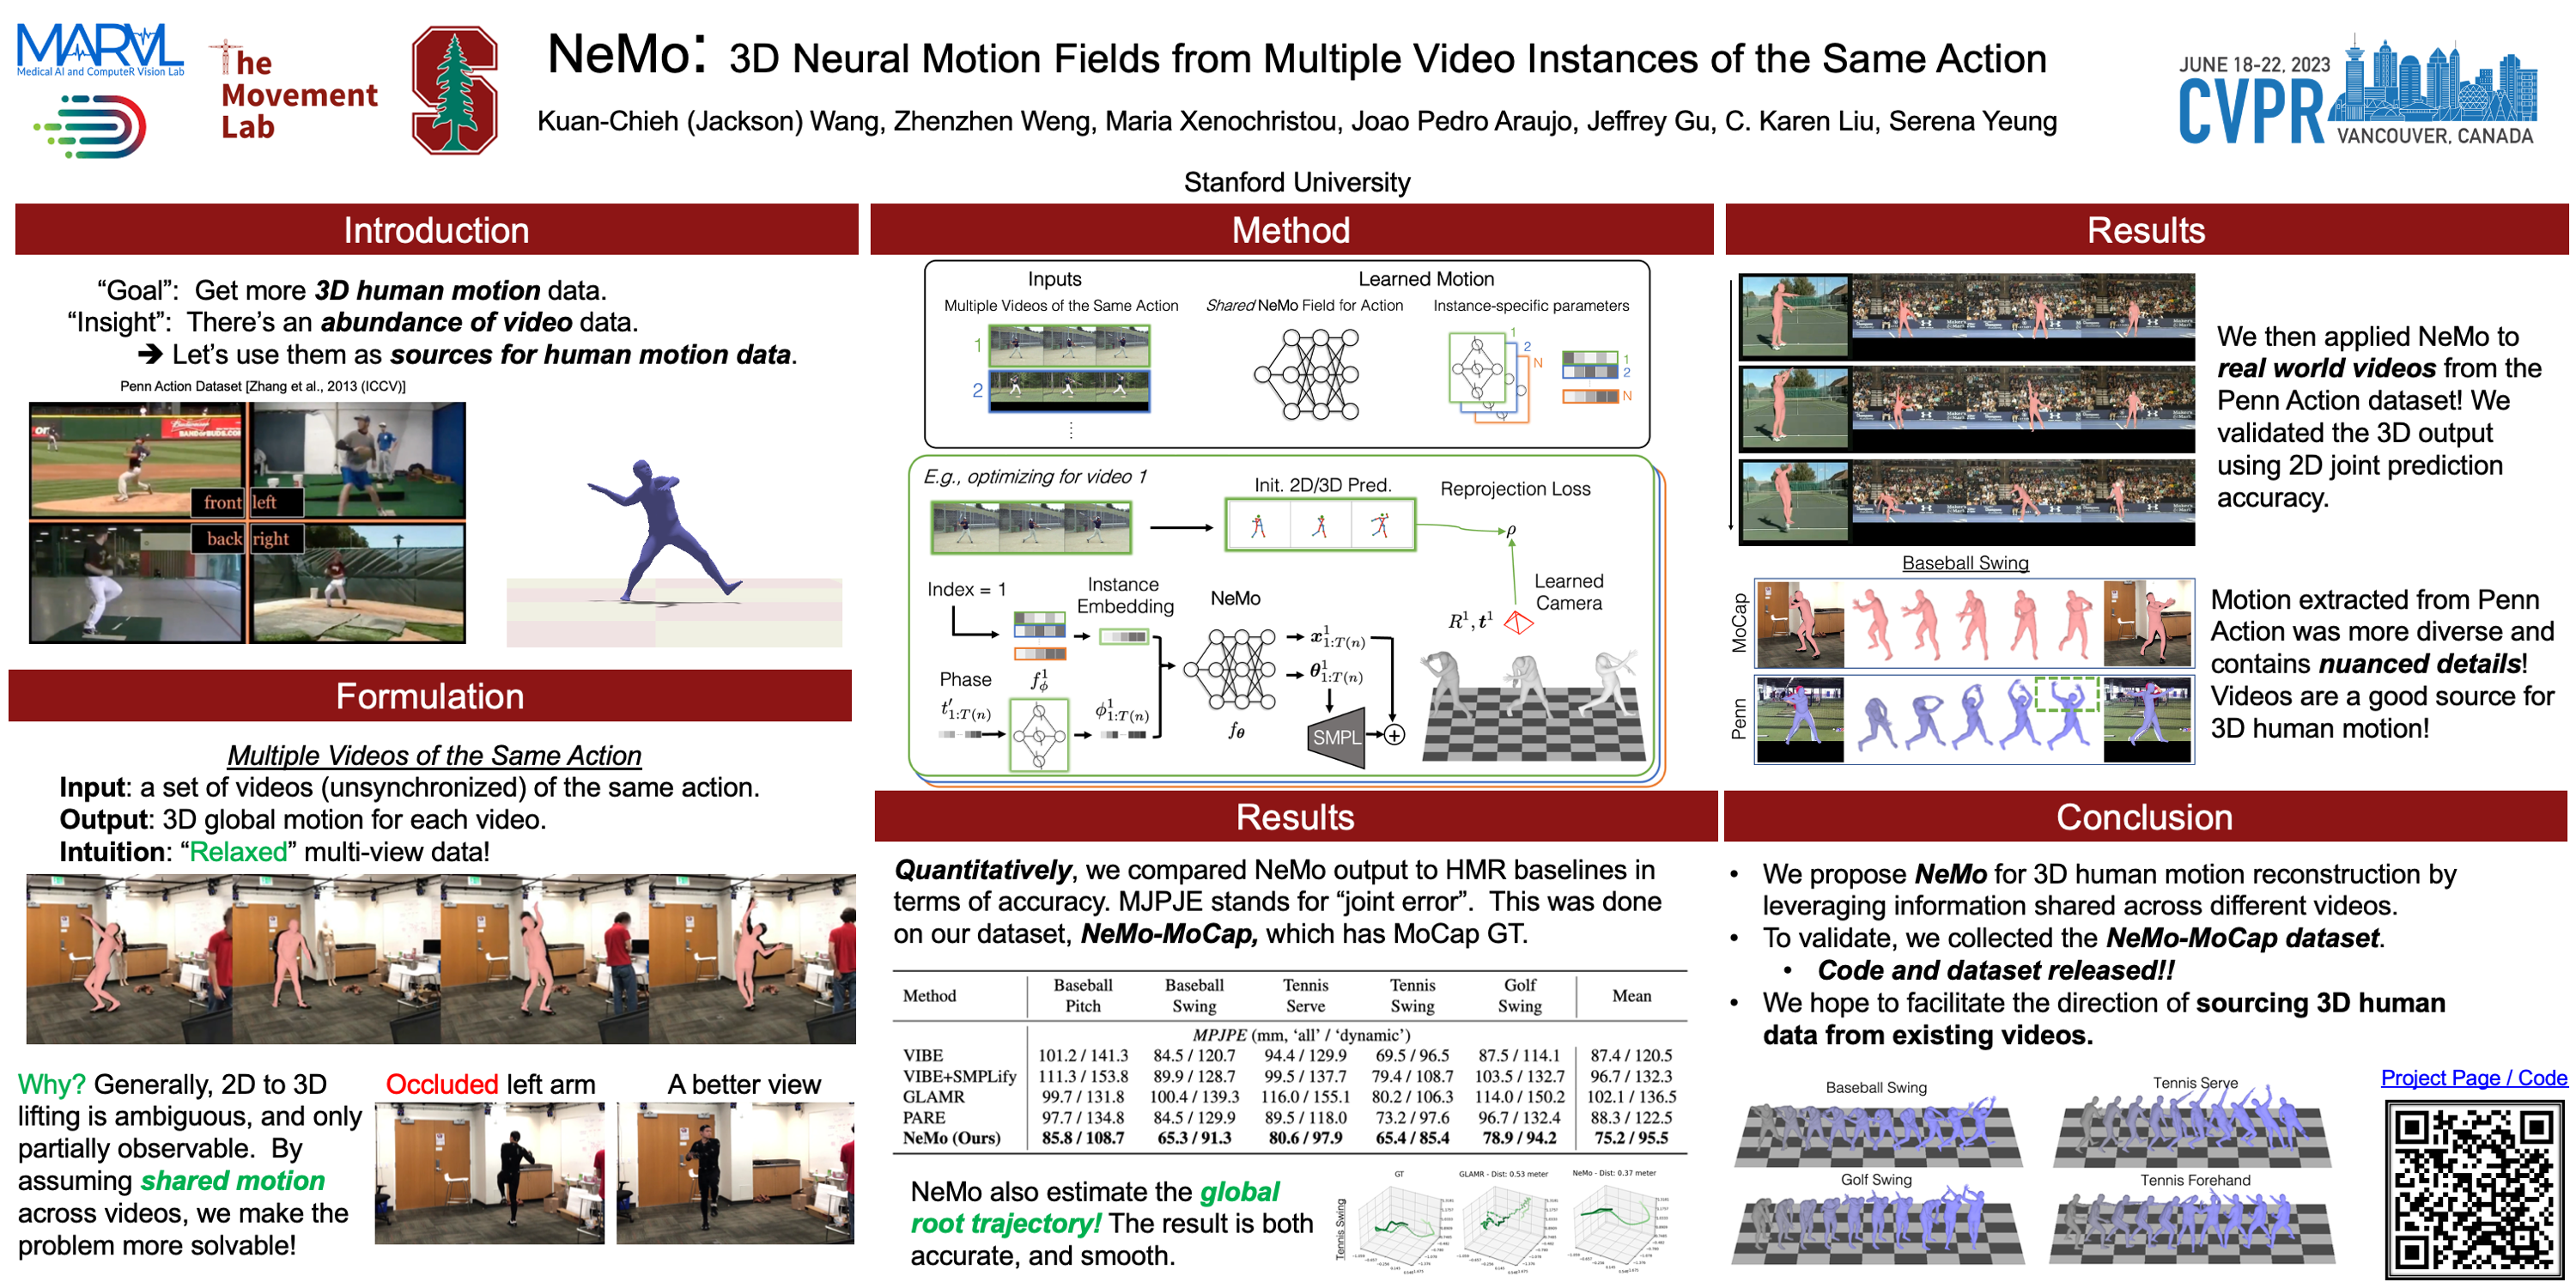 MARVL
Medical AI and ComputeR Vision Lab
The
Movement
Lab
NeMo: 3D Neural Motion Fields from Multiple Video Instances of the Same Action
Kuan-Chieh (Jackson) Wang, Zhenzhen Weng, Maria Xenochristou, Joao Pedro Araujo, Jeffrey Gu, C. Karen Liu, Serena Yeung
Stanford University
JUNE 18-22, 2023
CVPR
VANCOUVER, CANADA
Introduction
“Goal”: Get more 3D human motion data.
“Insight”: There’s an abundance of video data.
➔ Let’s use them as sources for human motion data.
Penn Action Dataset [Zhang et al., 2013 (ICCV)]
front left
back right
Formulation
Multiple Videos of the Same Action
Input: a set of videos (unsynchronized) of the same action.
Output: 3D global motion for each video.
Intuition: “Relaxed” multi-view data!
Why? Generally, 2D to 3D
lifting is ambiguous, and only
partially observable. By
assuming shared motion
across videos, we make the
problem more solvable!
Occluded left arm
A better view
Method
Inputs
Learned Motion
Multiple Videos of the Same Action
Shared NeMo Field for Action
Instance-specific parameters
1
2
⋮
1
2
N
1
2
N
E.g., optimizing for video 1
Init. 2D/3D Pred.
Reprojection Loss
ρ
Index = 1
Instance
Embedding
NeMo
Learned
Camera
R¹, t¹
x¹₁:T(n)
θ¹₁:T(n)
Phase
f¹ϕ
t′₁:T(n)
ϕ¹₁:T(n)
fθ
SMPL
+
Results
Quantitatively, we compared NeMo output to HMR baselines in
terms of accuracy. MJPJE stands for “joint error”. This was done
on our dataset, NeMo-MoCap, which has MoCap GT.
Method | Baseball Pitch | Baseball Swing | Tennis Serve | Tennis Swing | Golf Swing | Mean
MPJPE (mm, ‘all’ / ‘dynamic’)
VIBE 101.2 / 141.3 84.5 / 120.7 94.4 / 129.9 69.5 / 96.5 87.5 / 114.1 87.4 / 120.5
VIBE+SMPLify 111.3 / 153.8 89.9 / 128.7 99.5 / 137.7 79.4 / 108.7 103.5 / 132.7 96.7 / 132.3
GLAMR 99.7 / 131.8 100.4 / 139.3 116.0 / 155.1 80.2 / 106.3 114.0 / 150.2 102.1 / 136.5
PARE 97.7 / 134.8 84.5 / 129.9 89.5 / 118.0 73.2 / 97.6 96.7 / 132.4 88.3 / 122.5
NeMo (Ours) 85.8 / 108.7 65.3 / 91.3 80.6 / 97.9 65.4 / 85.4 78.9 / 94.2 75.2 / 95.5
NeMo also estimate the global
root trajectory! The result is both
accurate, and smooth.
Tennis Swing
GT
GLAMR - Dist: 0.53 meter
NeMo - Dist: 0.37 meter
Results
We then applied NeMo to
real world videos from the
Penn Action dataset! We
validated the 3D output
using 2D joint prediction
accuracy.
Baseball Swing
MoCap
Penn
Motion extracted from Penn
Action was more diverse and
contains nuanced details!
Videos are a good source for
3D human motion!
Conclusion
• We propose NeMo for 3D human motion reconstruction by
leveraging information shared across different videos.
• To validate, we collected the NeMo-MoCap dataset.
• Code and dataset released!!
• We hope to facilitate the direction of sourcing 3D human
data from existing videos.
Baseball Swing
Tennis Serve
Golf Swing
Tennis Forehand
Project Page / Code